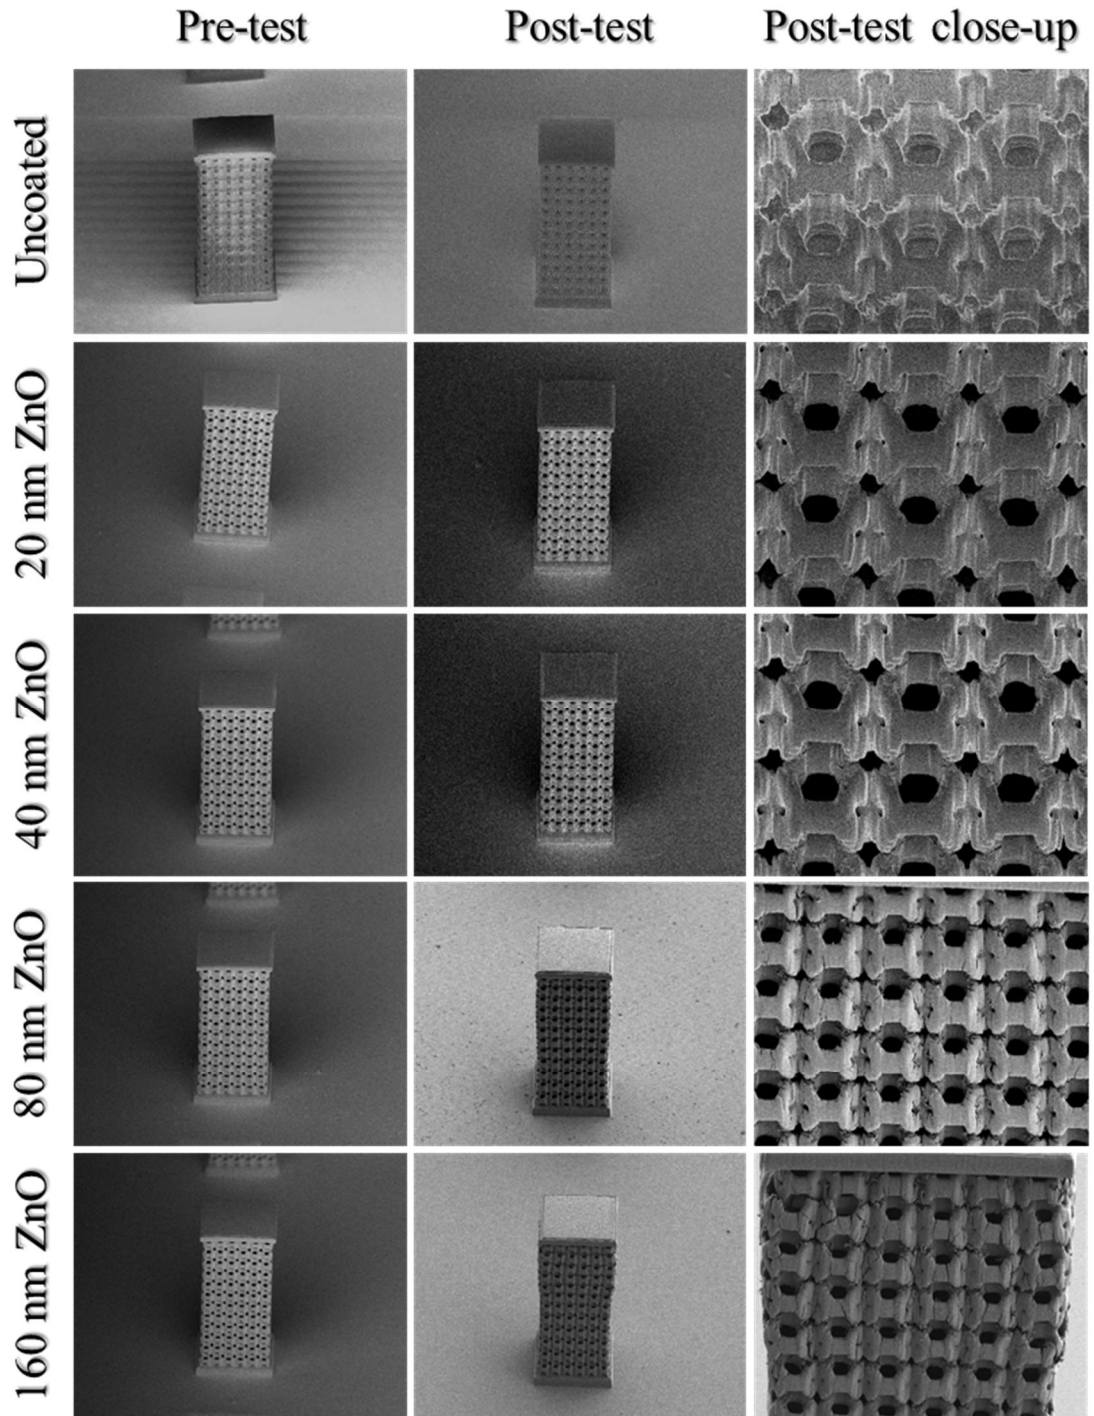 Pre-test Post-test Post-test close-up
Uncoated
20 nm ZnO
40 nm ZnO
80 nm ZnO
160 nm ZnO